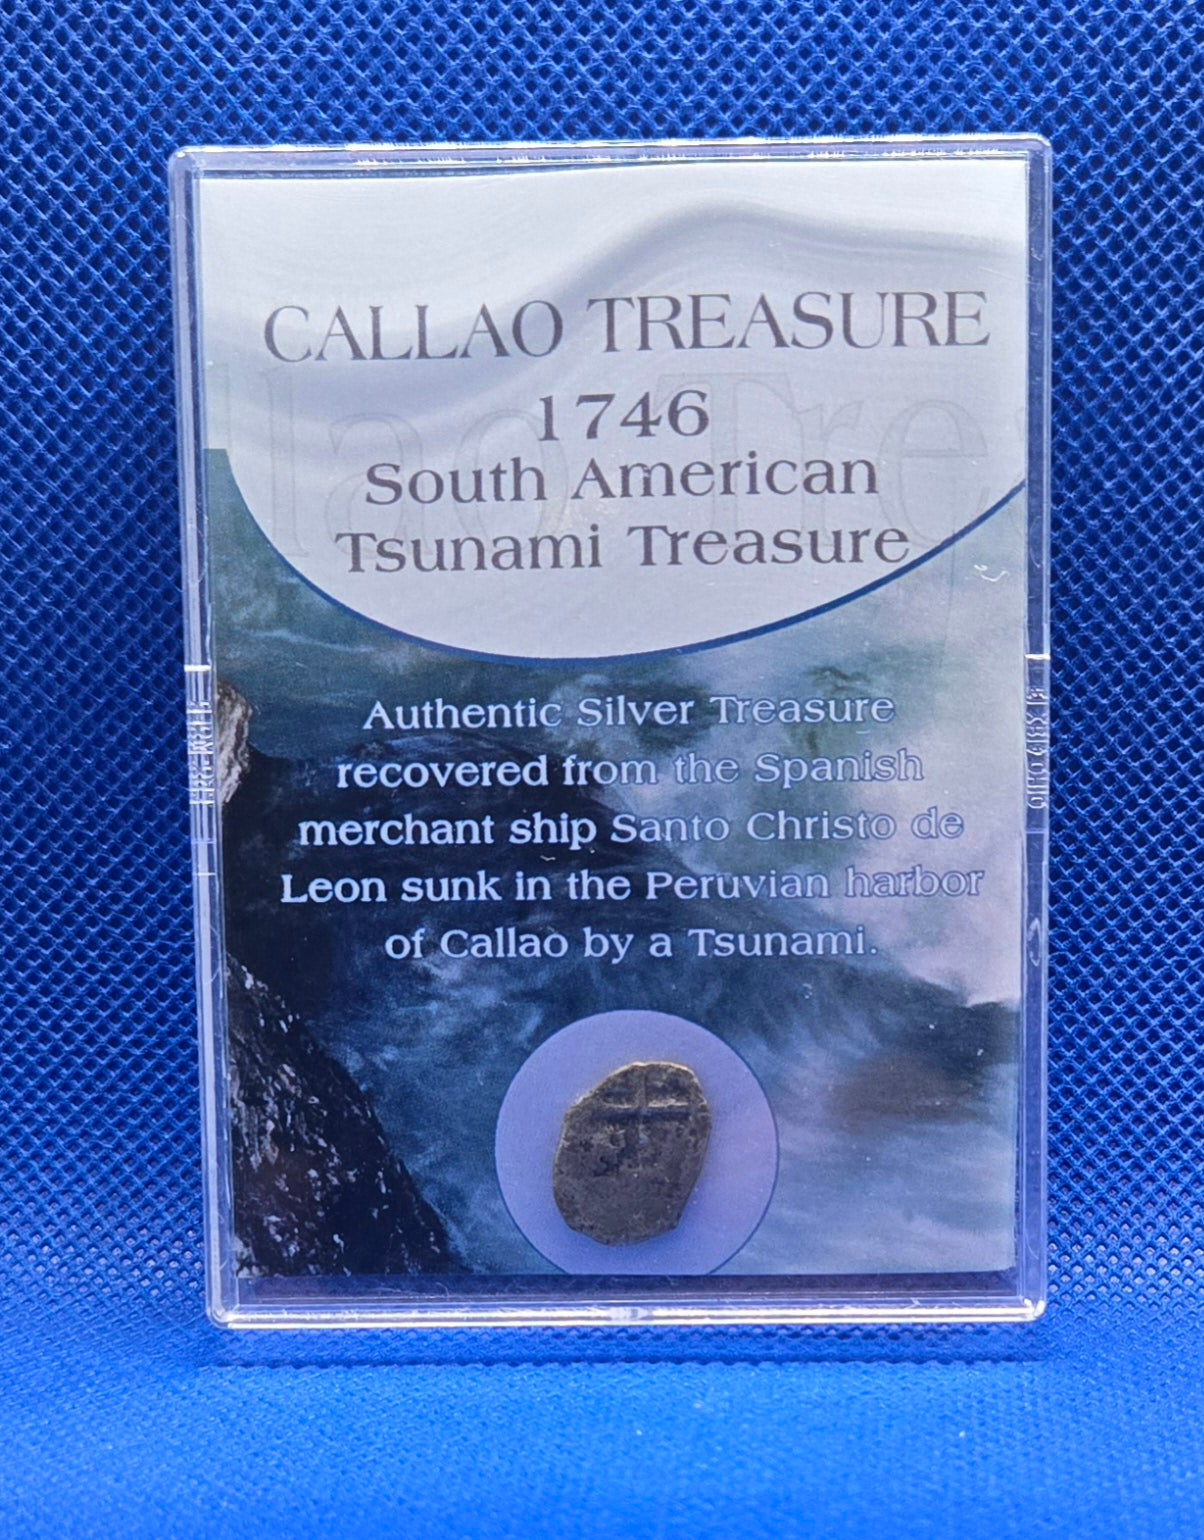 CALLAO TREASURE
1746
South American
Tsunami Treasure
Authentic Silver Treasure
recovered from the Spanish
merchant ship Santo Christo de
Leon sunk in the Peruvian harbor
of Callao by a Tsunami.